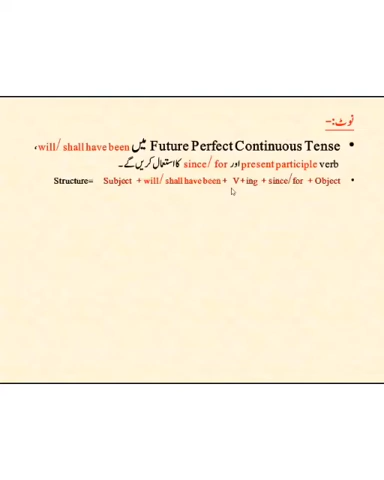 نوٹ:-
• Future Perfect Continuous Tense میں will/ shall have been،
present participle verb اور since/ for کا استعمال کریں گے۔
• Structure= Subject + will/ shall have been + V+ing + since/for + Object